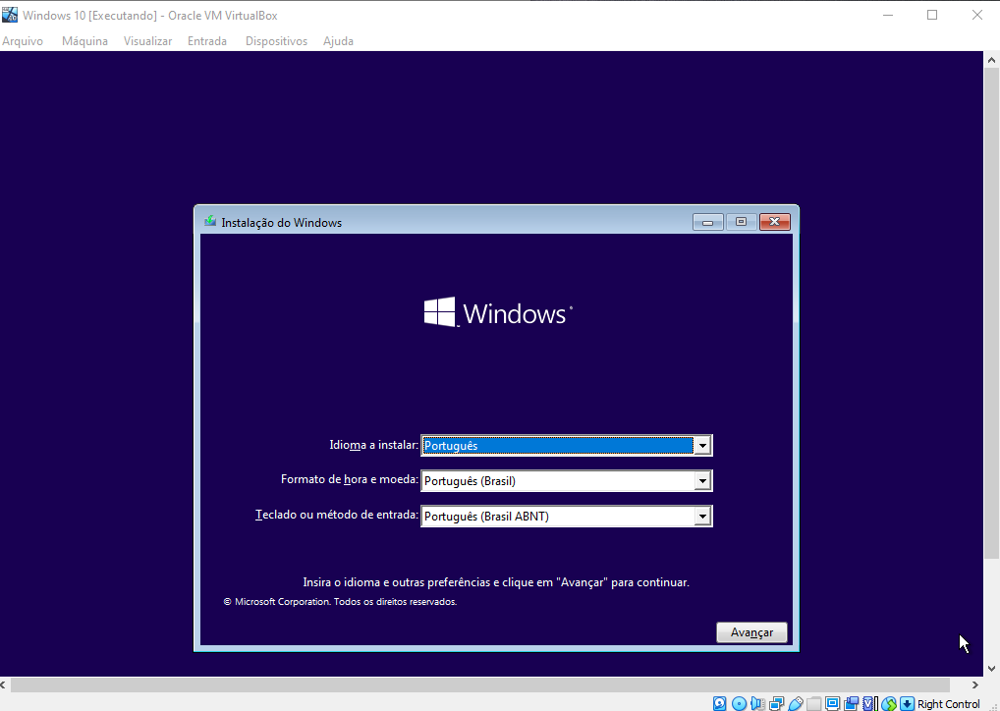 Windows 10 [Executando] - Oracle VM VirtualBox
Arquivo Máquina Visualizar Entrada Dispositivos Ajuda
Instalação do Windows
Windows
Idioma a instalar: Português
Formato de hora e moeda: Português (Brasil)
Teclado ou método de entrada: Português (Brasil ABNT)
Insira o idioma e outras preferências e clique em "Avançar" para continuar.
© Microsoft Corporation. Todos os direitos reservados.
Avançar
Right Control